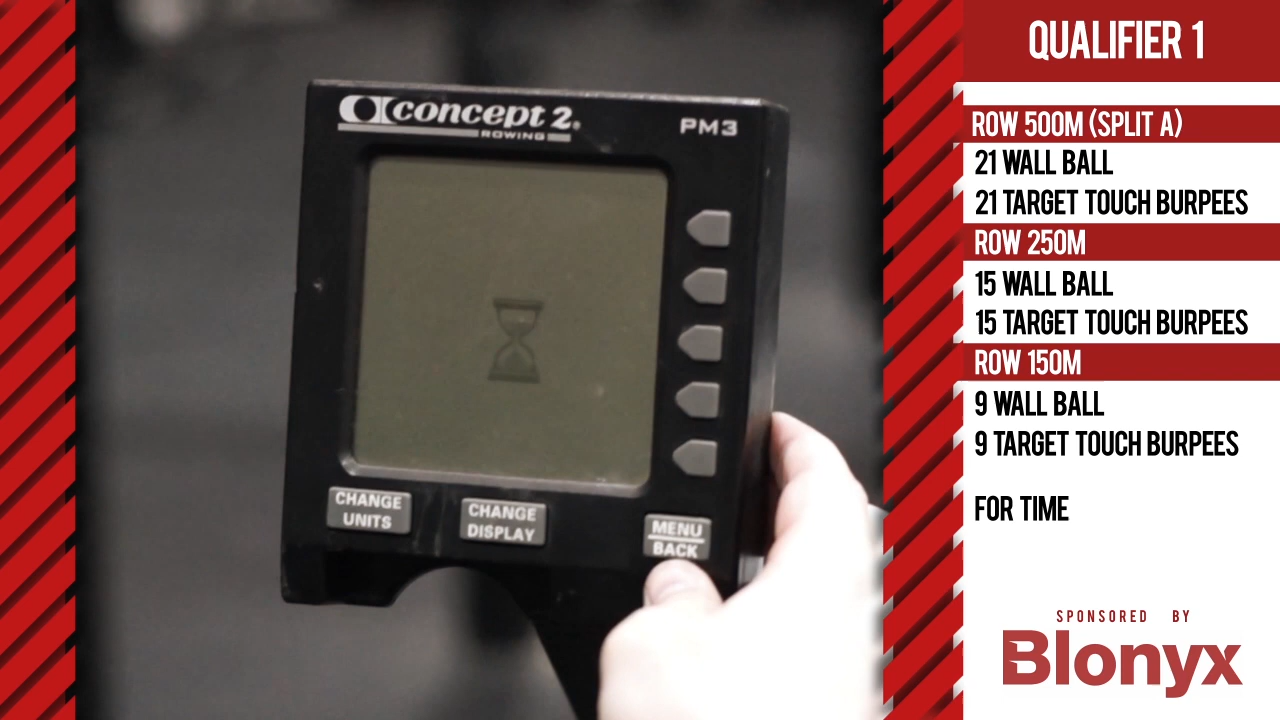 concept 2
ROWING
PM3
CHANGE
UNITS
CHANGE
DISPLAY
MENU
BACK
QUALIFIER 1
ROW 500M (SPLIT A)
21 WALL BALL
21 TARGET TOUCH BURPEES
ROW 250M
15 WALL BALL
15 TARGET TOUCH BURPEES
ROW 150M
9 WALL BALL
9 TARGET TOUCH BURPEES
FOR TIME
SPONSORED BY
Blonyx